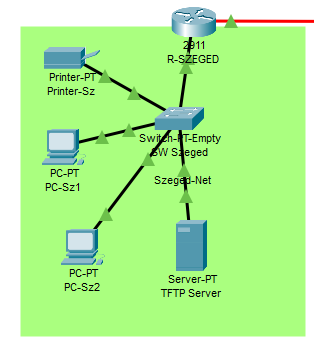 2911
R-SZEGED
Printer-PT
Printer-Sz
Switch-PT-Empty
SW Szeged
PC-PT
PC-Sz1
Szeged-Net
PC-PT
PC-Sz2
Server-PT
TFTP Server